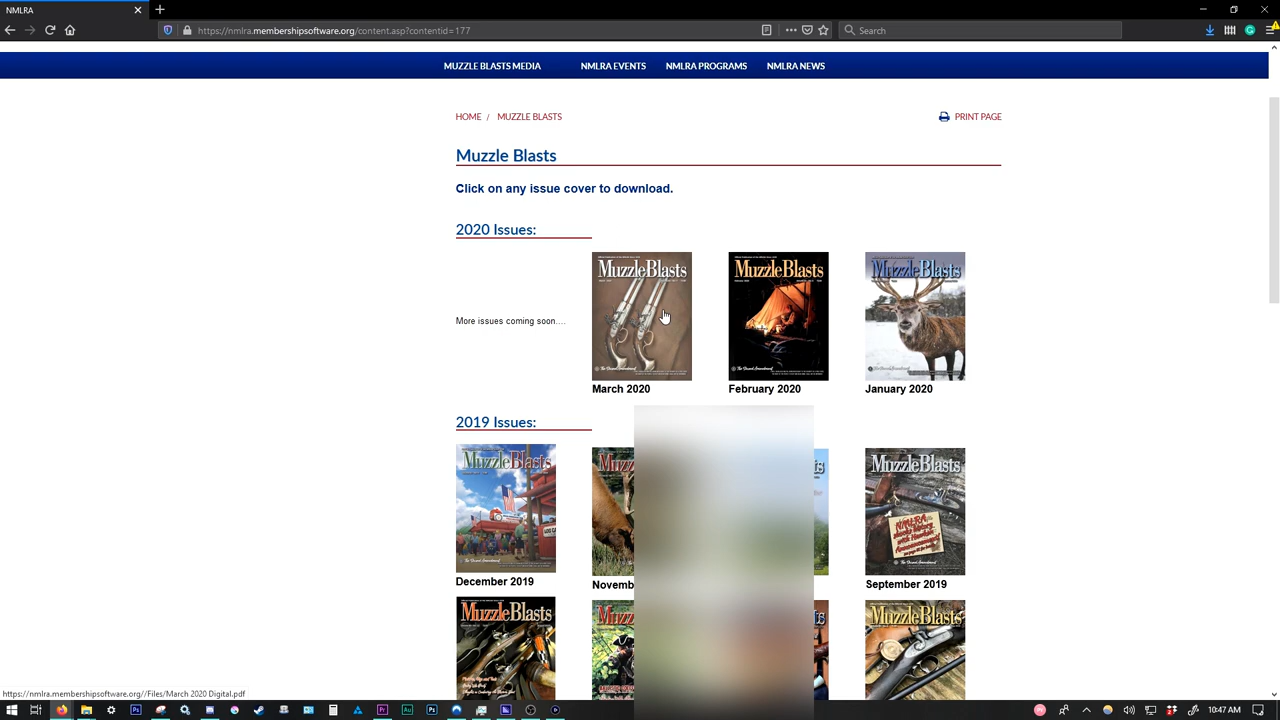 NMLRA
https://nmlra.membershipsoftware.org/content.asp?contentid=177
Search
MUZZLE BLASTS MEDIA
NMLRA EVENTS
NMLRA PROGRAMS
NMLRA NEWS
HOME / MUZZLE BLASTS
PRINT PAGE
Muzzle Blasts
Click on any issue cover to download.
2020 Issues:
MuzzleBlasts
MuzzleBlasts
MuzzleBlasts
More issues coming soon....
March 2020
February 2020
January 2020
2019 Issues:
MuzzleBlasts
MuzzleBlasts
December 2019
Novemb
September 2019
MuzzleBlasts
MuzzleBlasts
https://nmlra.membershipsoftware.org//Files/March 2020 Digital.pdf
10:47 AM